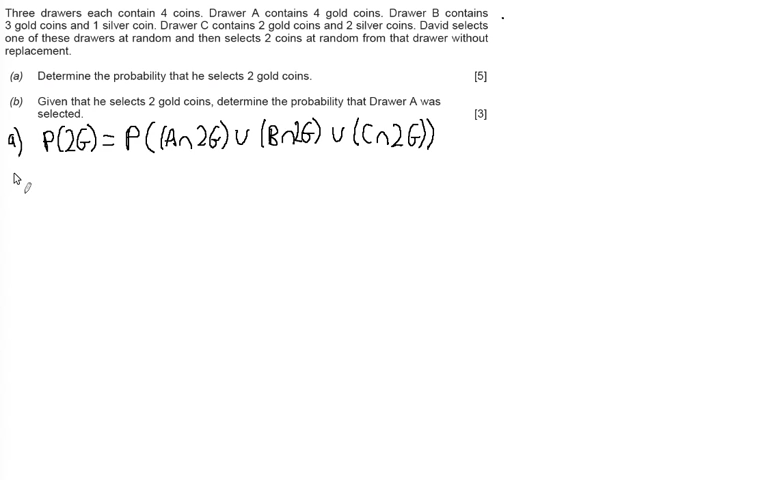 Three drawers each contain 4 coins. Drawer A contains 4 gold coins. Drawer B contains
3 gold coins and 1 silver coin. Drawer C contains 2 gold coins and 2 silver coins. David selects
one of these drawers at random and then selects 2 coins at random from that drawer without
replacement.
(a) Determine the probability that he selects 2 gold coins. [5]
(b) Given that he selects 2 gold coins, determine the probability that Drawer A was
selected. [3]
a) P(2G) = P((A∩2G) ∪ (B∩2G) ∪ (C∩2G))